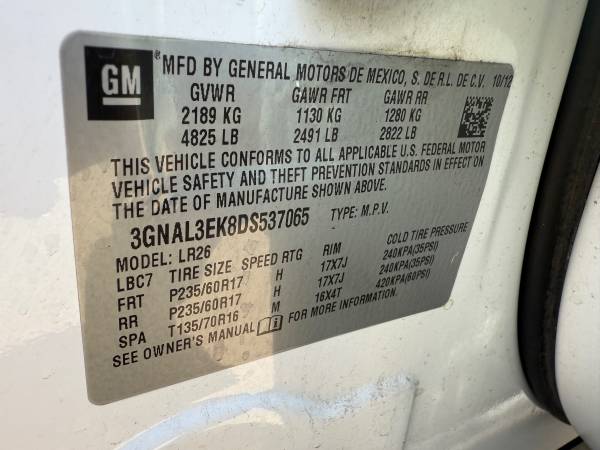 GM
MFD BY GENERAL MOTORS DE MEXICO, S. DE R.L. DE C.V. 10/12
GVWR GAWR FRT GAWR RR
2189 KG 1130 KG 1280 KG
4825 LB 2491 LB 2822 LB
THIS VEHICLE CONFORMS TO ALL APPLICABLE U.S. FEDERAL MOTOR
VEHICLE SAFETY AND THEFT PREVENTION STANDARDS IN EFFECT ON
THE DATE OF MANUFACTURE SHOWN ABOVE.
3GNAL3EK8DS537065 TYPE: M.P.V.
MODEL: LR26
LBC7 TIRE SIZE SPEED RTG RIM COLD TIRE PRESSURE
FRT P235/60R17 H 17X7J 240KPA(35PSI)
RR P235/60R17 H 17X7J 240KPA(35PSI)
SPA T135/70R16 M 16X4T 420KPA(60PSI)
SEE OWNER'S MANUAL FOR MORE INFORMATION.